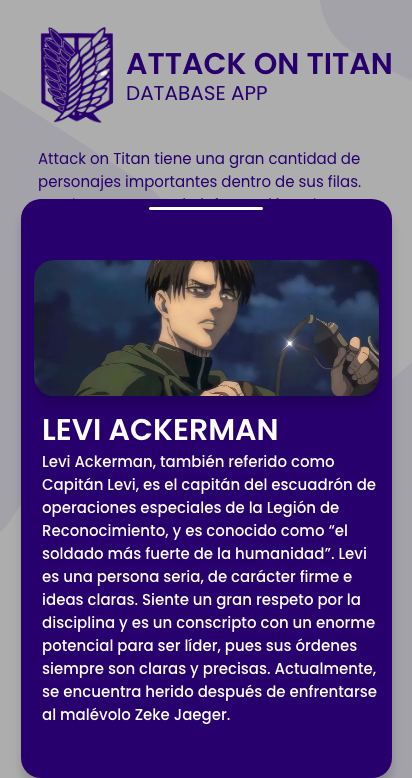 ATTACK ON TITAN
DATABASE APP
Attack on Titan tiene una gran cantidad de
personajes importantes dentro de sus filas.
LEVI ACKERMAN
Levi Ackerman, también referido como
Capitán Levi, es el capitán del escuadrón de
operaciones especiales de la Legión de
Reconocimiento, y es conocido como “el
soldado más fuerte de la humanidad”. Levi
es una persona seria, de carácter firme e
ideas claras. Siente un gran respeto por la
disciplina y es un conscripto con un enorme
potencial para ser líder, pues sus órdenes
siempre son claras y precisas. Actualmente,
se encuentra herido después de enfrentarse
al malévolo Zeke Jaeger.